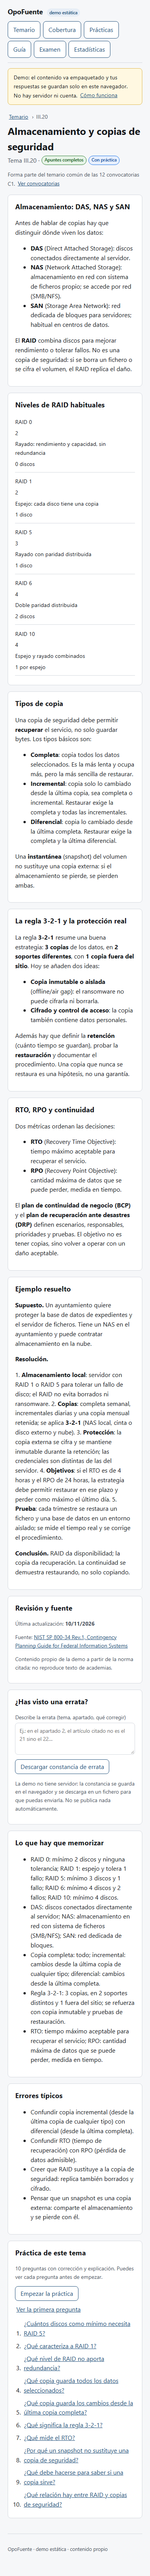 OpoFuente demo estática
Temario Cobertura Prácticas
Guía Examen Estadísticas
Demo: el contenido va empaquetado y tus
respuestas se guardan solo en este navegador.
No hay servidor ni cuenta. Cómo funciona
Temario › III.20
Almacenamiento y copias de
seguridad
Tema III.20 · Apuntes completos Con práctica
Forma parte del temario común de las 12 convocatorias
C1. Ver convocatorias
Almacenamiento: DAS, NAS y SAN
Antes de hablar de copias hay que
distinguir dónde viven los datos:
• DAS (Direct Attached Storage): discos
conectados directamente al servidor.
• NAS (Network Attached Storage):
almacenamiento en red con sistema
de ficheros propio; se accede por red
(SMB/NFS).
• SAN (Storage Area Network): red
dedicada de bloques para servidores;
habitual en centros de datos.
El RAID combina discos para mejorar
rendimiento o tolerar fallos. No es una
copia de seguridad: si se borra un fichero o
se cifra el volumen, el RAID replica el daño.
Niveles de RAID habituales
RAID 0
2
Rayado: rendimiento y capacidad, sin
redundancia
0 discos
RAID 1
2
Espejo: cada disco tiene una copia
1 disco
RAID 5
3
Rayado con paridad distribuida
1 disco
RAID 6
4
Doble paridad distribuida
2 discos
RAID 10
4
Espejo y rayado combinados
1 por espejo
Tipos de copia
Una copia de seguridad debe permitir
recuperar el servicio, no solo guardar
bytes. Los tipos básicos son:
• Completa: copia todos los datos
seleccionados. Es la más lenta y ocupa
más, pero la más sencilla de restaurar.
• Incremental: copia solo lo cambiado
desde la última copia, sea completa o
incremental. Restaurar exige la
completa y todas las incrementales.
• Diferencial: copia lo cambiado desde
la última completa. Restaurar exige la
completa y la última diferencial.
Una instantánea (snapshot) del volumen
no sustituye una copia externa: si el
almacenamiento se pierde, se pierden
ambas.
La regla 3-2-1 y la protección real
La regla 3-2-1 resume una buena
estrategia: 3 copias de los datos, en 2
soportes diferentes, con 1 copia fuera del
sitio. Hoy se añaden dos ideas:
• Copia inmutable o aislada
(offline/air gap): el ransomware no
puede cifrarla ni borrarla.
• Cifrado y control de acceso: la copia
también contiene datos personales.
Además hay que definir la retención
(cuánto tiempo se guardan), probar la
restauración y documentar el
procedimiento. Una copia que nunca se
restaura es una hipótesis, no una garantía.
RTO, RPO y continuidad
Dos métricas ordenan las decisiones:
• RTO (Recovery Time Objective):
tiempo máximo aceptable para
recuperar el servicio.
• RPO (Recovery Point Objective):
cantidad máxima de datos que se
puede perder, medida en tiempo.
El plan de continuidad de negocio (BCP)
y el plan de recuperación ante desastres
(DRP) definen escenarios, responsables,
prioridades y pruebas. El objetivo no es
tener copias, sino volver a operar con un
daño aceptable.
Ejemplo resuelto
Supuesto. Un ayuntamiento quiere
proteger la base de datos de expedientes y
el servidor de ficheros. Tiene un NAS en el
ayuntamiento y puede contratar
almacenamiento en la nube.
Resolución.
1. Almacenamiento local: servidor con
RAID 1 o RAID 5 para tolerar un fallo de
disco; el RAID no evita borrados ni
ransomware. 2. Copias: completa semanal,
incrementales diarias y una copia mensual
retenida; se aplica 3-2-1 (NAS local, cinta o
disco externo y nube). 3. Protección: la
copia externa se cifra y se mantiene
inmutable durante la retención; las
credenciales son distintas de las del
servidor. 4. Objetivos: si el RTO es de 4
horas y el RPO de 24 horas, la estrategia
debe permitir restaurar en ese plazo y
perder como máximo el último día. 5.
Prueba: cada trimestre se restaura un
fichero y una base de datos en un entorno
aislado; se mide el tiempo real y se corrige
el procedimiento.
Conclusión. RAID da disponibilidad; la
copia da recuperación. La continuidad se
demuestra restaurando, no solo copiando.
Revisión y fuente
Última actualización: 10/11/2026
Fuente: NIST SP 800-34 Rev.1, Contingency
Planning Guide for Federal Information Systems
Contenido propio de la demo a partir de la norma
citada; no reproduce texto de academias.
¿Has visto una errata?
Describe la errata (tema, apartado, qué corregir)
Ej.: en el apartado 2, el artículo citado no es el
21 sino el 22…
Descargar constancia de errata
La demo no tiene servidor: la constancia se guarda
en el navegador y se descarga en un fichero para
que puedas enviarla. No se publica nada
automáticamente.
Lo que hay que memorizar
• RAID 0: mínimo 2 discos y ninguna
tolerancia; RAID 1: espejo y tolera 1
fallo; RAID 5: mínimo 3 discos y 1
fallo; RAID 6: mínimo 4 discos y 2
fallos; RAID 10: mínimo 4 discos.
• DAS: discos conectados directamente
al servidor; NAS: almacenamiento en
red con sistema de ficheros
(SMB/NFS); SAN: red dedicada de
bloques.
• Copia completa: todo; incremental:
cambios desde la última copia de
cualquier tipo; diferencial: cambios
desde la última completa.
• Regla 3-2-1: 3 copias, en 2 soportes
distintos y 1 fuera del sitio; se refuerza
con copia inmutable y pruebas de
restauración.
• RTO: tiempo máximo aceptable para
recuperar el servicio; RPO: cantidad
máxima de datos que se puede
perder, medida en tiempo.
Errores típicos
• Confundir copia incremental (desde la
última copia de cualquier tipo) con
diferencial (desde la última completa).
• Confundir RTO (tiempo de
recuperación) con RPO (pérdida de
datos admisible).
• Creer que RAID sustituye a la copia de
seguridad: replica también borrados y
cifrado.
• Pensar que un snapshot es una copia
externa: comparte el almacenamiento
y se pierde con él.
Práctica de este tema
10 preguntas con corrección y explicación. Puedes
ver cada pregunta antes de empezar.
Empezar la práctica
Ver la primera pregunta
1. ¿Cuántos discos como mínimo necesita
RAID 5?
2. ¿Qué caracteriza a RAID 1?
3. ¿Qué nivel de RAID no aporta
redundancia?
4. ¿Qué copia guarda todos los datos
seleccionados?
5. ¿Qué copia guarda los cambios desde la
última copia completa?
6. ¿Qué significa la regla 3-2-1?
7. ¿Qué mide el RTO?
8. ¿Por qué un snapshot no sustituye una
copia de seguridad?
9. ¿Qué debe hacerse para saber si una
copia sirve?
10. ¿Qué relación hay entre RAID y copias
de seguridad?
OpoFuente · demo estática · contenido propio